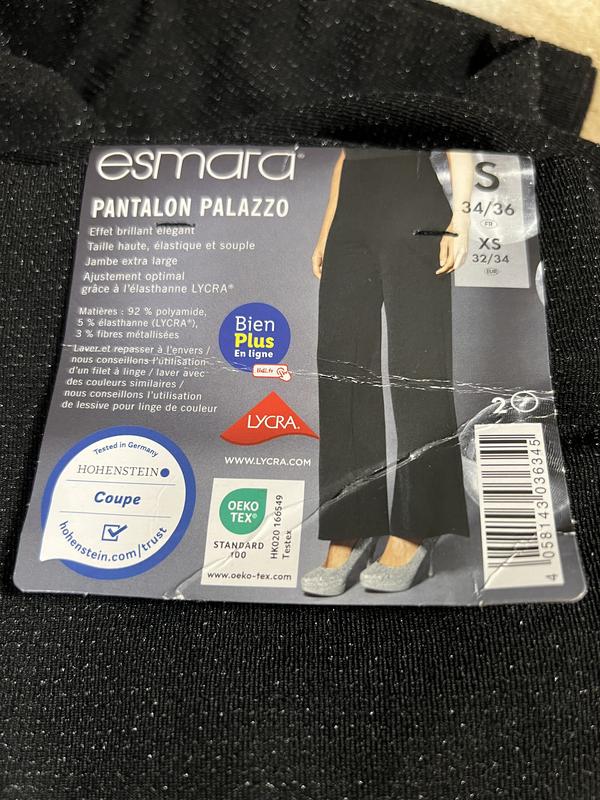 esmara®
PANTALON PALAZZO
Effet brillant élégant
Taille haute, élastique et souple
Jambe extra large
Ajustement optimal
grâce à l'élasthanne LYCRA®
Matières : 92 % polyamide,
5 % élasthanne (LYCRA®),
3 % fibres métallisées
Laver et repasser à l'envers /
nous conseillons l'utilisation
d'un filet à linge / laver avec
des couleurs similaires /
nous conseillons l'utilisation
de lessive pour linge de couleur
Bien
Plus
En ligne
lidl.fr
LYCRA.
WWW.LYCRA.COM
Tested in Germany
HOHENSTEIN
Coupe
hohenstein.com/trust
OEKO
TEX®
STANDARD
100
HK020 166549
Testex
www.oeko-tex.com
S
34/36
FR
XS
32/34
EUR
2
7
4 058143 036345